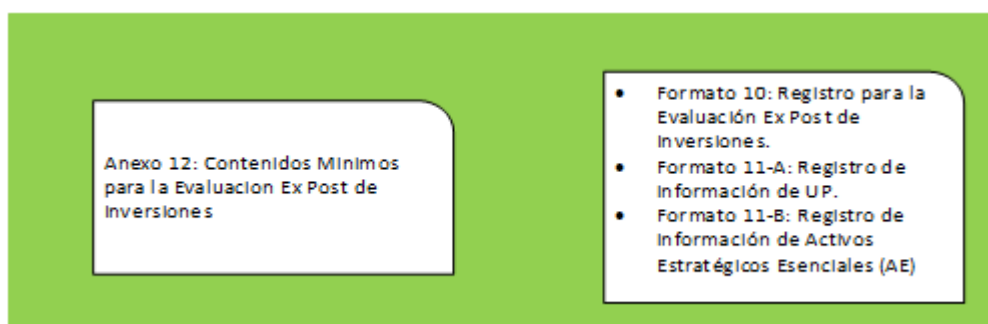 Anexo 12: Contenidos Minimos
para la Evaluacion Ex Post de
Inversiones
• Formato 10: Registro para la
Evaluación Ex Post de
Inversiones.
• Formato 11-A: Registro de
Información de UP.
• Formato 11-B: Registro de
Información de Activos
Estratégicos Esenciales (AE)